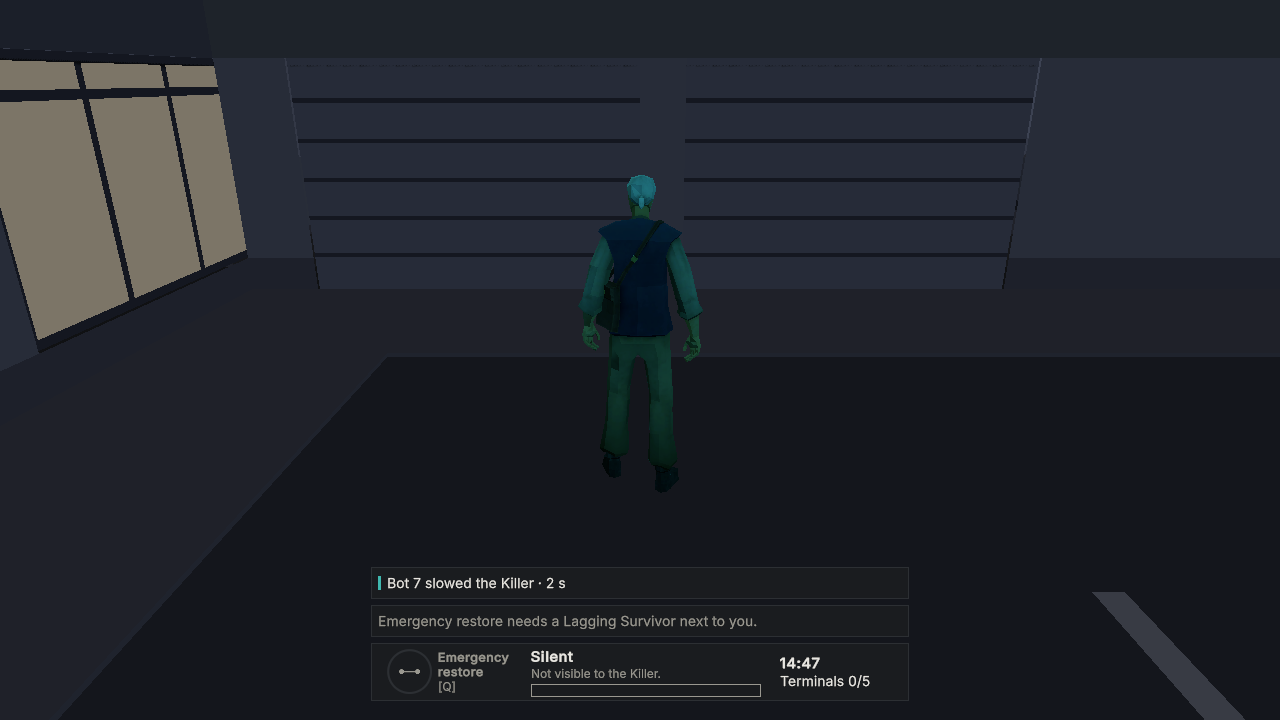 Bot 7 slowed the Killer · 2 s
Emergency restore needs a Lagging Survivor next to you.
Emergency
restore
[Q]
Silent
Not visible to the Killer.
14:47
Terminals 0/5